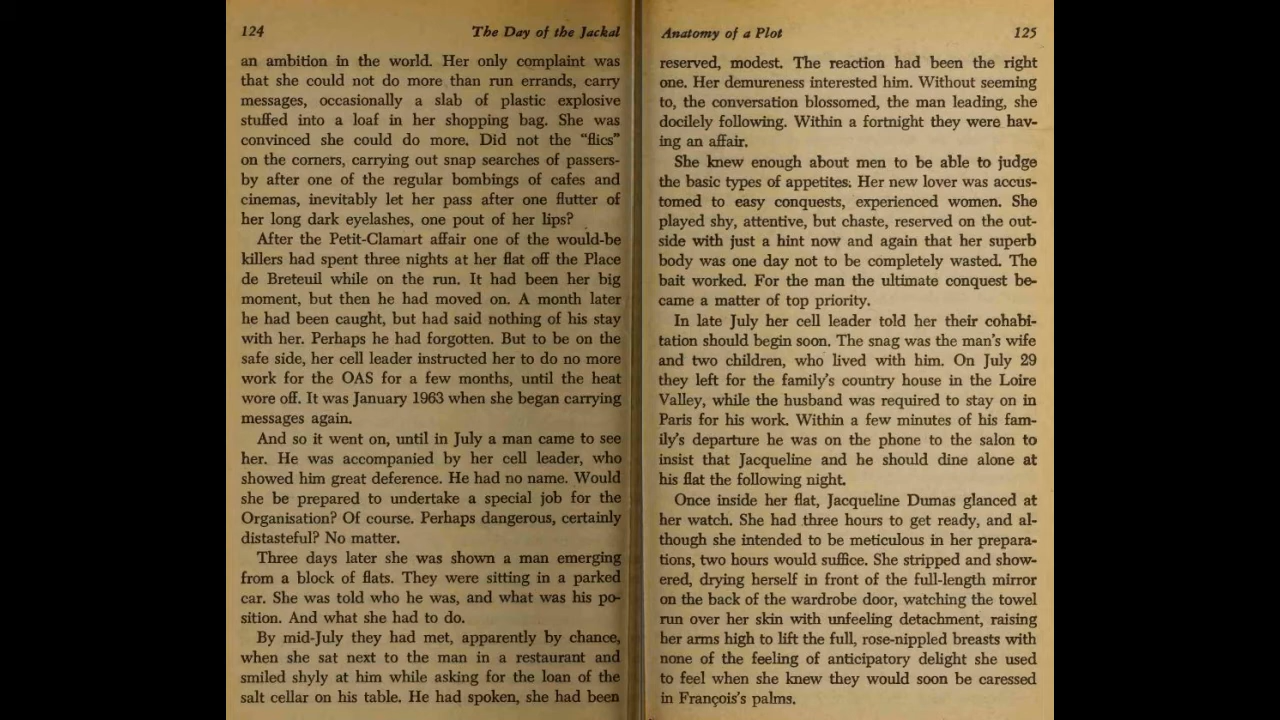 124 The Day of the Jackal
an ambition in the world. Her only complaint was
that she could not do more than run errands, carry
messages, occasionally a slab of plastic explosive
stuffed into a loaf in her shopping bag. She was
convinced she could do more. Did not the “flics”
on the corners, carrying out snap searches of passers-
by after one of the regular bombings of cafes and
cinemas, inevitably let her pass after one flutter of
her long dark eyelashes, one pout of her lips?
After the Petit-Clamart affair one of the would-be
killers had spent three nights at her flat off the Place
de Breteuil while on the run. It had been her big
moment, but then he had moved on. A month later
he had been caught, but had said nothing of his stay
with her. Perhaps he had forgotten. But to be on the
safe side, her cell leader instructed her to do no more
work for the OAS for a few months, until the heat
wore off. It was January 1963 when she began carrying
messages again.
And so it went on, until in July a man came to see
her. He was accompanied by her cell leader, who
showed him great deference. He had no name. Would
she be prepared to undertake a special job for the
Organisation? Of course. Perhaps dangerous, certainly
distasteful? No matter.
Three days later she was shown a man emerging
from a block of flats. They were sitting in a parked
car. She was told who he was, and what was his po-
sition. And what she had to do.
By mid-July they had met, apparently by chance,
when she sat next to the man in a restaurant and
smiled shyly at him while asking for the loan of the
salt cellar on his table. He had spoken, she had been
Anatomy of a Plot 125
reserved, modest. The reaction had been the right
one. Her demureness interested him. Without seeming
to, the conversation blossomed, the man leading, she
docilely following. Within a fortnight they were hav-
ing an affair.
She knew enough about men to be able to judge
the basic types of appetites. Her new lover was accus-
tomed to easy conquests, experienced women. She
played shy, attentive, but chaste, reserved on the out-
side with just a hint now and again that her superb
body was one day not to be completely wasted. The
bait worked. For the man the ultimate conquest be-
came a matter of top priority.
In late July her cell leader told her their cohabi-
tation should begin soon. The snag was the man’s wife
and two children, who lived with him. On July 29
they left for the family’s country house in the Loire
Valley, while the husband was required to stay on in
Paris for his work. Within a few minutes of his fam-
ily’s departure he was on the phone to the salon to
insist that Jacqueline and he should dine alone at
his flat the following night.
Once inside her flat, Jacqueline Dumas glanced at
her watch. She had three hours to get ready, and al-
though she intended to be meticulous in her prepara-
tions, two hours would suffice. She stripped and show-
ered, drying herself in front of the full-length mirror
on the back of the wardrobe door, watching the towel
run over her skin with unfeeling detachment, raising
her arms high to lift the full, rose-nippled breasts with
none of the feeling of anticipatory delight she used
to feel when she knew they would soon be caressed
in François’s palms.